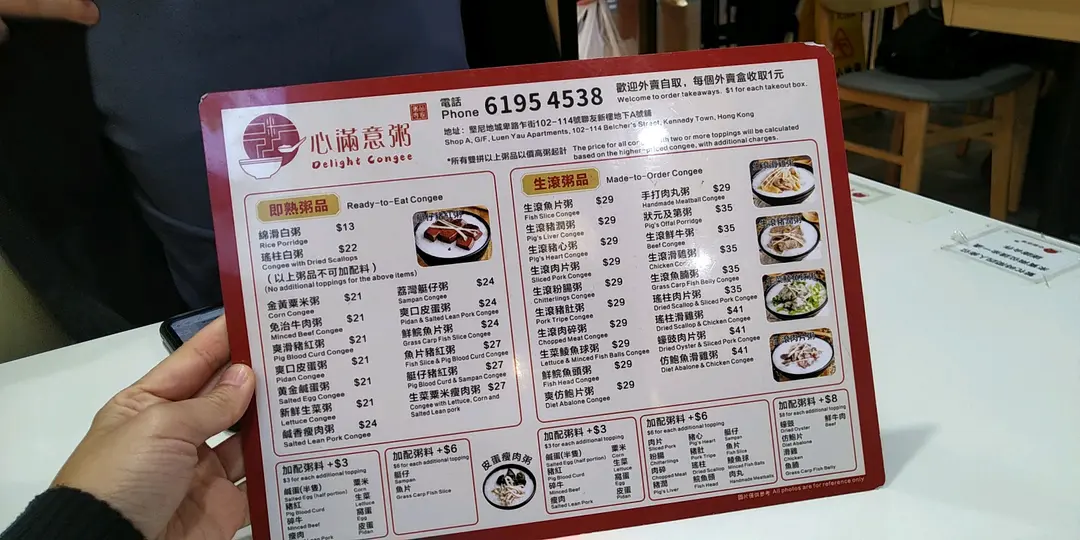 心滿意粥
Delight Congee
電話
Phone 6195 4538
歡迎外賣自取，每個外賣盒收取1元
Welcome to order takeaways. $1 for each takeout box.
地址：堅尼地城卑路乍街102-114號聯友新樓地下A號舖
Shop A, G/F, Luen Yau Apartments, 102-114 Belcher's Street, Kennedy Town, Hong Kong
*所有雙拼以上粥品以價高粥起計
The price for all with two or more toppings will be calculated
based on the highest-priced congee, with additional charges.
即熟粥品 Ready-to-Eat Congee
綿滑白粥 $13
Rice Porridge
瑤柱白粥 $22
Congee with Dried Scallops
(以上粥品不可加配料)
(No additional toppings for the above items)
金黃粟米粥 $21
Corn Congee
免治牛肉粥 $21
Minced Beef Congee
爽滑豬紅粥 $21
Pig Blood Curd Congee
爽口皮蛋粥 $21
Pidan Congee
黃金鹹蛋粥 $21
Salted Egg Congee
新鮮生菜粥 $21
Lettuce Congee
鹹香瘦肉粥 $24
Salted Lean Pork Congee
荔灣艇仔粥 $24
Sampan Congee
爽口皮蛋粥 $24
Pidan & Salted Lean Pork Congee
鮮鯇魚片粥 $24
Grass Carp Fish Slice Congee
魚片豬紅粥 $27
Fish Slice & Pig Blood Curd Congee
艇仔豬紅粥 $27
Pig Blood Curd & Sampan Congee
生菜粟米瘦肉粥 $27
Congee with Lettuce, Corn and
Salted Lean pork
加配粥料 +$3
$3 for each additional topping
鹹蛋(半隻)
Salted Egg (half portion)
豬紅
Pig Blood Curd
碎牛
Minced Beef
瘦肉
粟米
Corn
生菜
Lettuce
窩蛋
Egg
皮蛋
Pidan
加配粥料 +$6
$6 for each additional topping
艇仔
Sampan
魚片
Grass Carp Fish Slice
皮蛋瘦肉粥
生滾粥品 Made-to-Order Congee
生滾魚片粥 $29
Fish Slice Congee
生滾豬潤粥 $29
Pig's Liver Congee
生滾豬心粥 $29
Pig's Heart Congee
生滾肉片粥 $29
Sliced Pork Congee
生滾粉腸粥 $29
Chitterlings Congee
生滾豬肚粥 $29
Pork Tripe Congee
生滾肉碎粥 $29
Chopped Meat Congee
生菜鯪魚球粥 $29
Lettuce & Minced Fish Balls Congee
鮮鯇魚頭粥 $29
Fish Head Congee
爽仿鮑片粥 $29
Diet Abalone Congee
手打肉丸粥 $29
Handmade Meatball Congee
狀元及第粥 $35
Pig's Offal Porridge
生滾鮮牛粥 $35
Beef Congee
生滾滑雞粥
Chicken
生滾魚腩粥 $35
Grass Carp Fish Belly Congee
瑤柱肉片粥 $35
Dried Scallop & Sliced Pork Congee
瑤柱滑雞粥 $41
Dried Scallop & Chicken Congee
蠔豉肉片粥 $41
Dried Oyster & Sliced Pork Congee
仿鮑魚滑雞粥 $41
Diet Abalone & Chicken Congee
加配粥料 +$3
$3 for each additional topping
鹹蛋(半隻)
Salted Egg (half portion)
豬紅
Pig Blood Curd
碎牛
Minced Beef
瘦肉
Salted Lean Pork
粟米
Corn
生菜
Lettuce
窩蛋
Egg
皮蛋
Pidan
加配粥料 +$6
$6 for each additional topping
肉片
Sliced Pork
粉腸
Chitterlings
肉碎
Chopped Meat
豬潤
Pig's Liver
豬心
Pig's Heart
豬肚
Pork Tripe
瑤柱
Dried Scallop
鯇魚頭
Fish Head
艇仔
Sampan
魚片
Fish Slice
鯪魚球
Minced Fish Balls
肉丸
Handmade Meatballs
加配粥料 +$8
$8 for each additional topping
蠔豉
Dried Oyster
仿鮑片
Diet Abalone
滑雞
Chicken
魚腩
Grass Carp Fish Belly
鮮牛肉
Beef
圖片僅供參考 All photos are for reference only